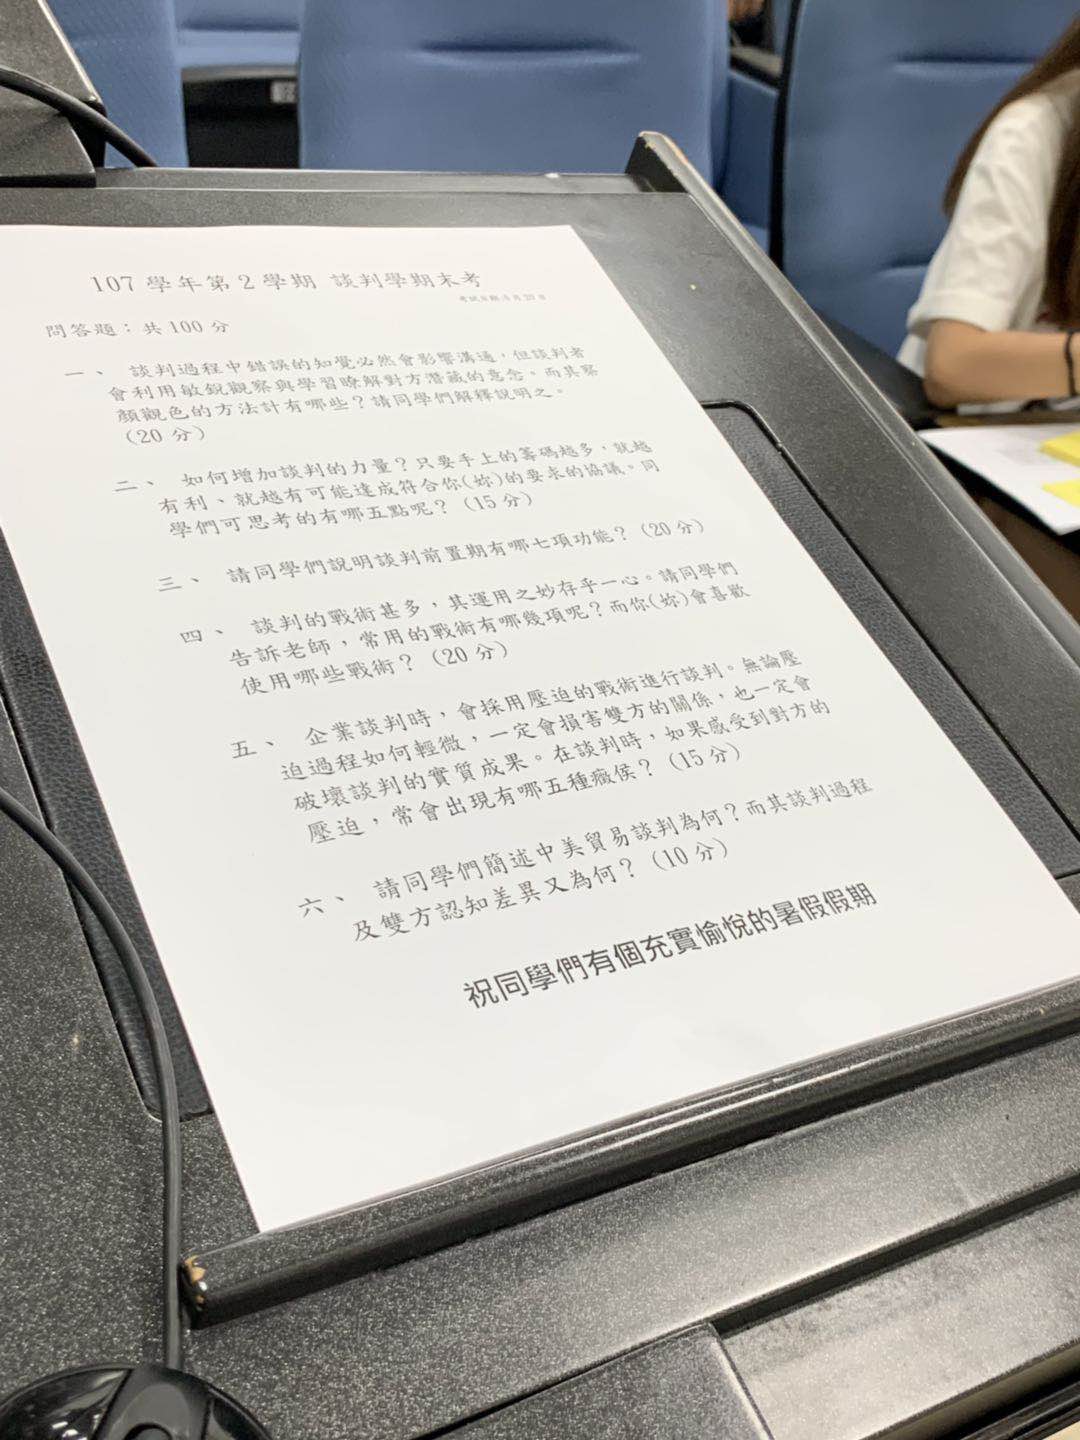 107 學年第 2 學期 談判學期末考
問答題：共 100 分
一、 談判過程中錯誤的知覺必然會影響溝通，但談判者
會利用敏銳觀察與學習瞭解對方潛藏的意念、而其察
顏觀色的方法計有哪些？請同學們解釋說明之。
（20 分）
二、 如何增加談判的力量？只要手上的籌碼越多，就越
有利、就越有可能達成符合你(妳)的要求的協議。同
學們可思考的有哪五點呢？（15 分）
三、 請同學們說明談判前置期有哪七項功能？（20 分）
四、 談判的戰術甚多，其運用之妙存乎一心。請同學們
告訴老師，常用的戰術有哪幾項呢？而你(妳)會喜歡
使用哪些戰術？（20 分）
五、 企業談判時，會採用壓迫的戰術進行談判。無論壓
迫過程如何輕微，一定會損害雙方的關係，也一定會
破壞談判的實質成果。在談判時，如果感受到對方的
壓迫，常會出現有哪五種癥侯？（15 分）
六、 請同學們簡述中美貿易談判為何？而其談判過程
及雙方認知差異又為何？（10 分）
祝同學們有個充實愉悅的暑假假期